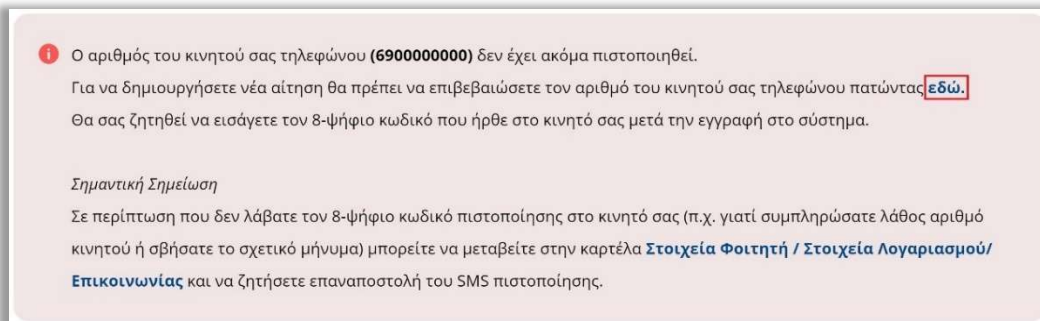 Ο αριθμός του κινητού σας τηλεφώνου (6900000000) δεν έχει ακόμα πιστοποιηθεί.
Για να δημιουργήσετε νέα αίτηση θα πρέπει να επιβεβαιώσετε τον αριθμό του κινητού σας τηλεφώνου πατώντας εδώ.
Θα σας ζητηθεί να εισάγετε τον 8-ψήφιο κωδικό που ήρθε στο κινητό σας μετά την εγγραφή στο σύστημα.
Σημαντική Σημείωση
Σε περίπτωση που δεν λάβατε τον 8-ψήφιο κωδικό πιστοποίησης στο κινητό σας (π.χ. γιατί συμπληρώσατε λάθος αριθμό
κινητού ή σβήσατε το σχετικό μήνυμα) μπορείτε να μεταβείτε στην καρτέλα Στοιχεία Φοιτητή / Στοιχεία Λογαριασμού/
Επικοινωνίας και να ζητήσετε επαναποστολή του SMS πιστοποίησης.